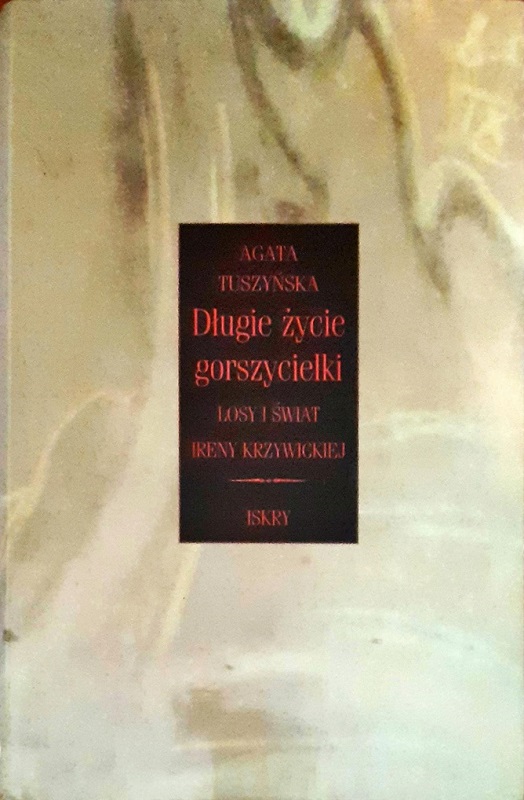 AGATA
TUSZYŃSKA
Długie życie
gorszycielki
LOSY I ŚWIAT
IRENY KRZYWICKIEJ
ISKRY